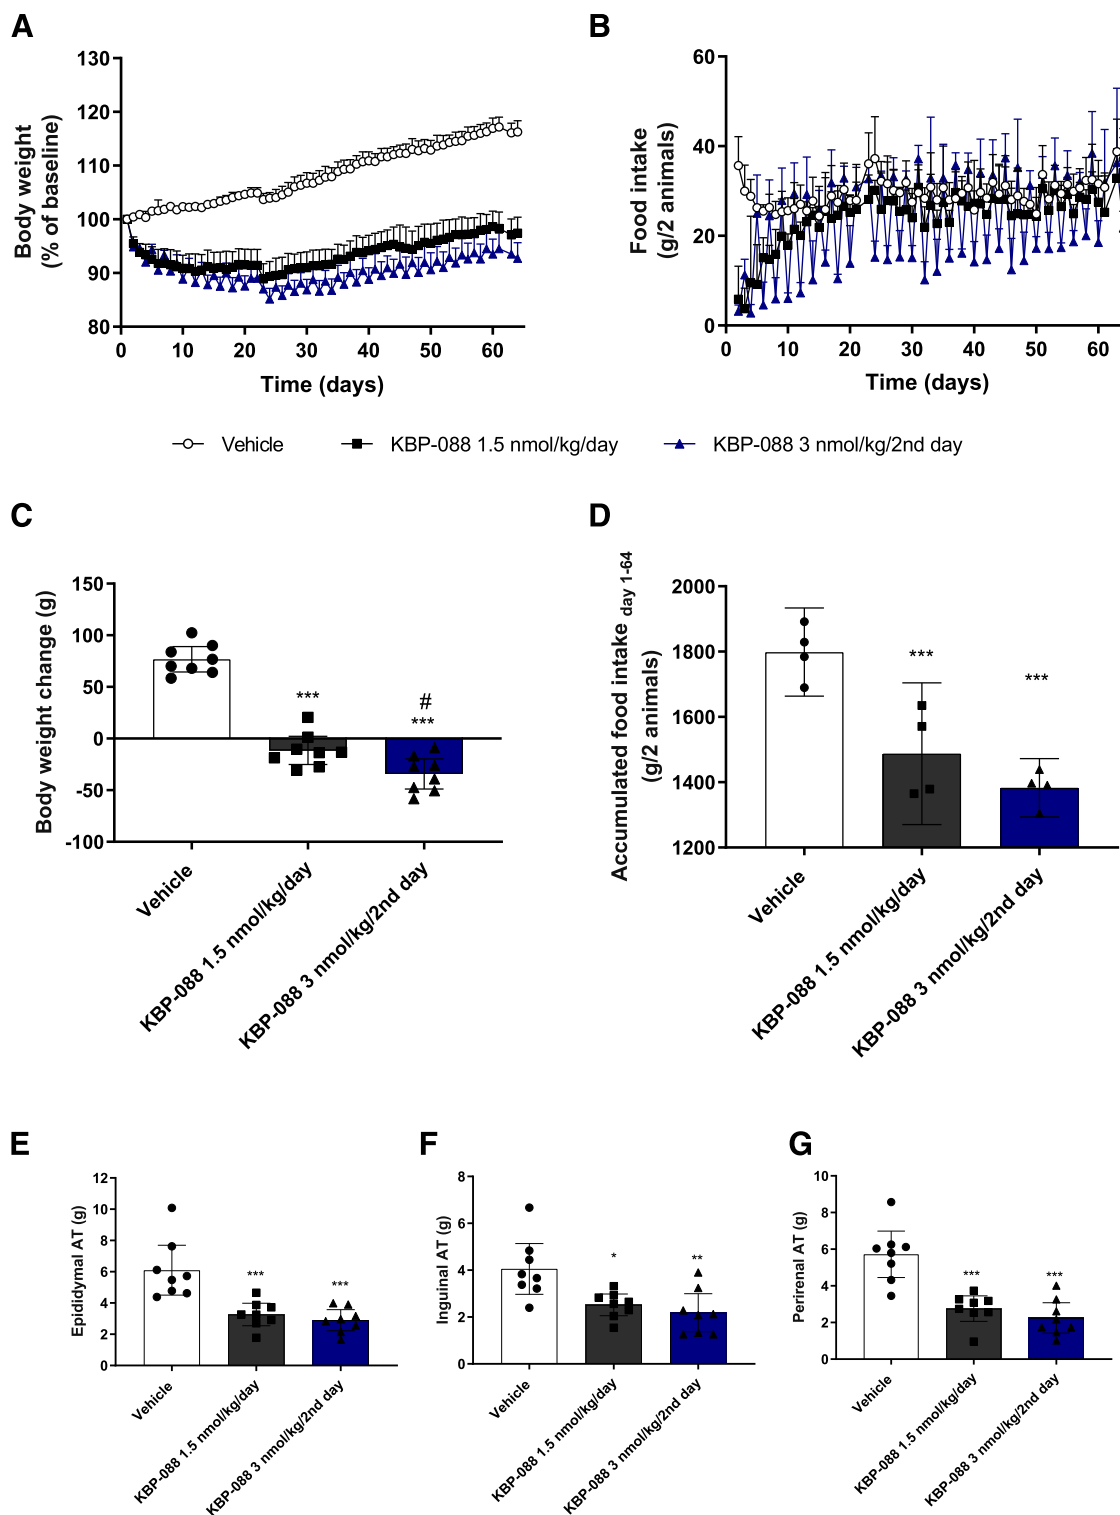 A
B
130
120
110
100
90
80
Body weight
(% of baseline)
0 10 20 30 40 50 60
Time (days)
60
40
20
0
Food intake
(g/2 animals)
0 10 20 30 40 50 60
Time (days)
Vehicle KBP-088 1.5 nmol/kg/day KBP-088 3 nmol/kg/2nd day
C
D
150
100
50
0
-50
-100
Body weight change (g)
***
#
***
Vehicle
KBP-088 1.5 nmol/kg/day
KBP-088 3 nmol/kg/2nd day
2000
1800
1600
1400
1200
Accumulated food intake day 1-64
(g/2 animals)
***
***
Vehicle
KBP-088 1.5 nmol/kg/day
KBP-088 3 nmol/kg/2nd day
E
F
G
12
10
8
6
4
2
0
Epididymal AT (g)
***
***
Vehicle
KBP-088 1.5 nmol/kg/day
KBP-088 3 nmol/kg/2nd day
8
6
4
2
0
Inguinal AT (g)
*
**
Vehicle
KBP-088 1.5 nmol/kg/day
KBP-088 3 nmol/kg/2nd day
10
8
6
4
2
0
Perirenal AT (g)
***
***
Vehicle
KBP-088 1.5 nmol/kg/day
KBP-088 3 nmol/kg/2nd day